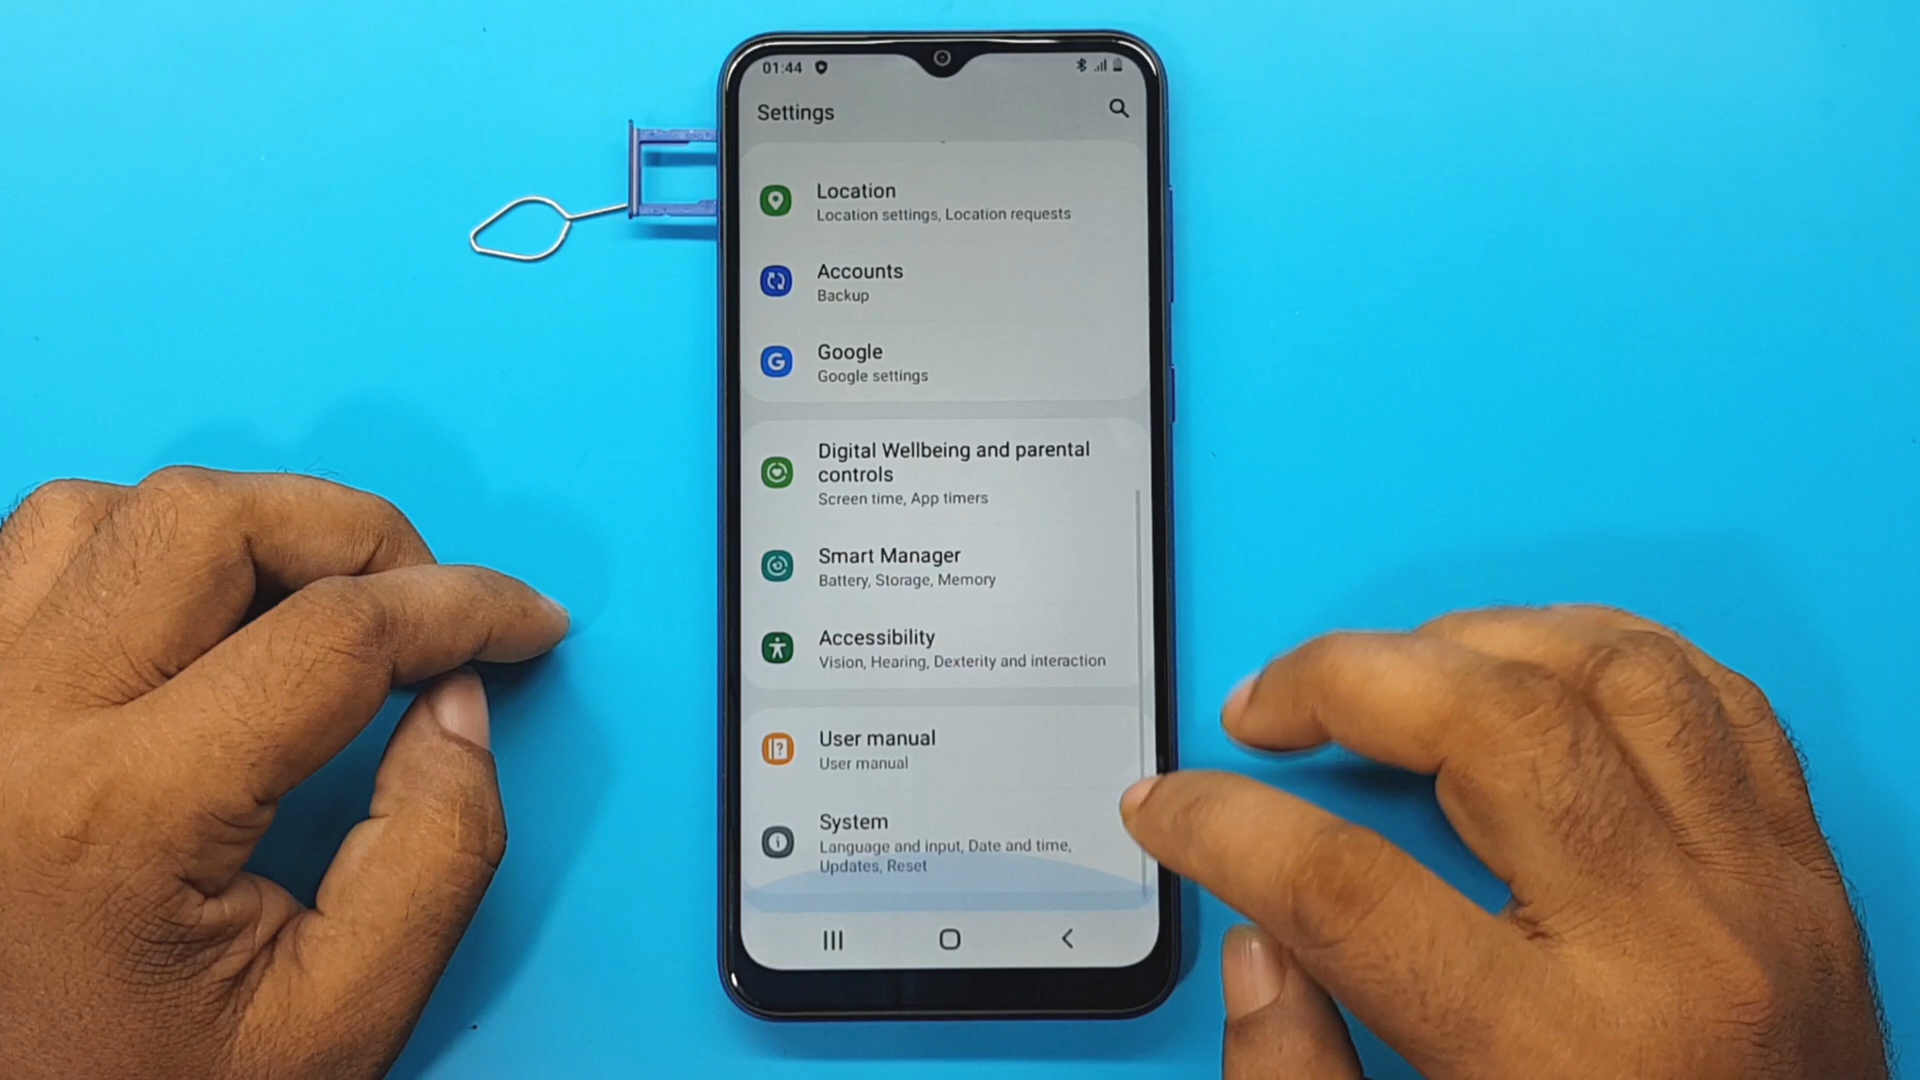 01:44
Settings
Location
Location settings, Location requests
Accounts
Backup
Google
Google settings
Digital Wellbeing and parental
controls
Screen time, App timers
Smart Manager
Battery, Storage, Memory
Accessibility
Vision, Hearing, Dexterity and interaction
User manual
User manual
System
Language and input, Date and time,
Updates, Reset